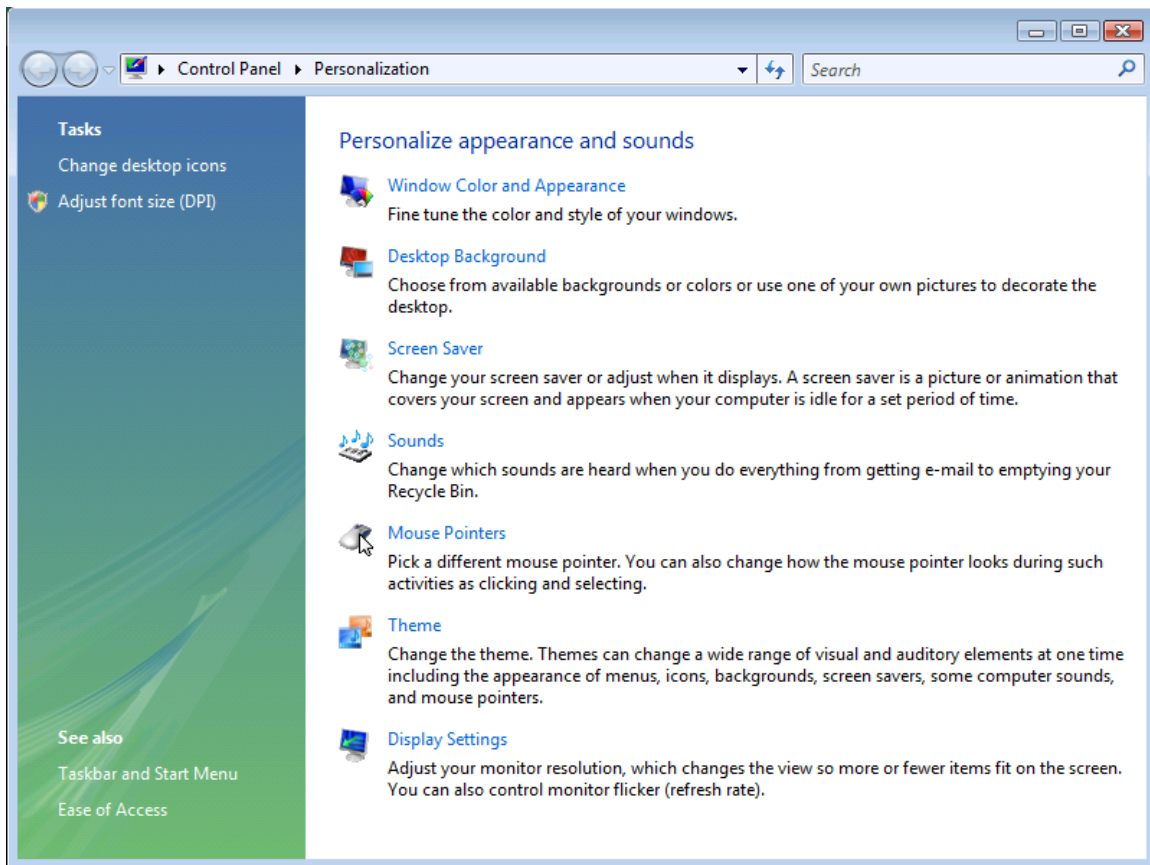 Control Panel Personalization
Search
Tasks
Change desktop icons
Adjust font size (DPI)
See also
Taskbar and Start Menu
Ease of Access
Personalize appearance and sounds
Window Color and Appearance
Fine tune the color and style of your windows.
Desktop Background
Choose from available backgrounds or colors or use one of your own pictures to decorate the
desktop.
Screen Saver
Change your screen saver or adjust when it displays. A screen saver is a picture or animation that
covers your screen and appears when your computer is idle for a set period of time.
Sounds
Change which sounds are heard when you do everything from getting e-mail to emptying your
Recycle Bin.
Mouse Pointers
Pick a different mouse pointer. You can also change how the mouse pointer looks during such
activities as clicking and selecting.
Theme
Change the theme. Themes can change a wide range of visual and auditory elements at one time
including the appearance of menus, icons, backgrounds, screen savers, some computer sounds,
and mouse pointers.
Display Settings
Adjust your monitor resolution, which changes the view so more or fewer items fit on the screen.
You can also control monitor flicker (refresh rate).